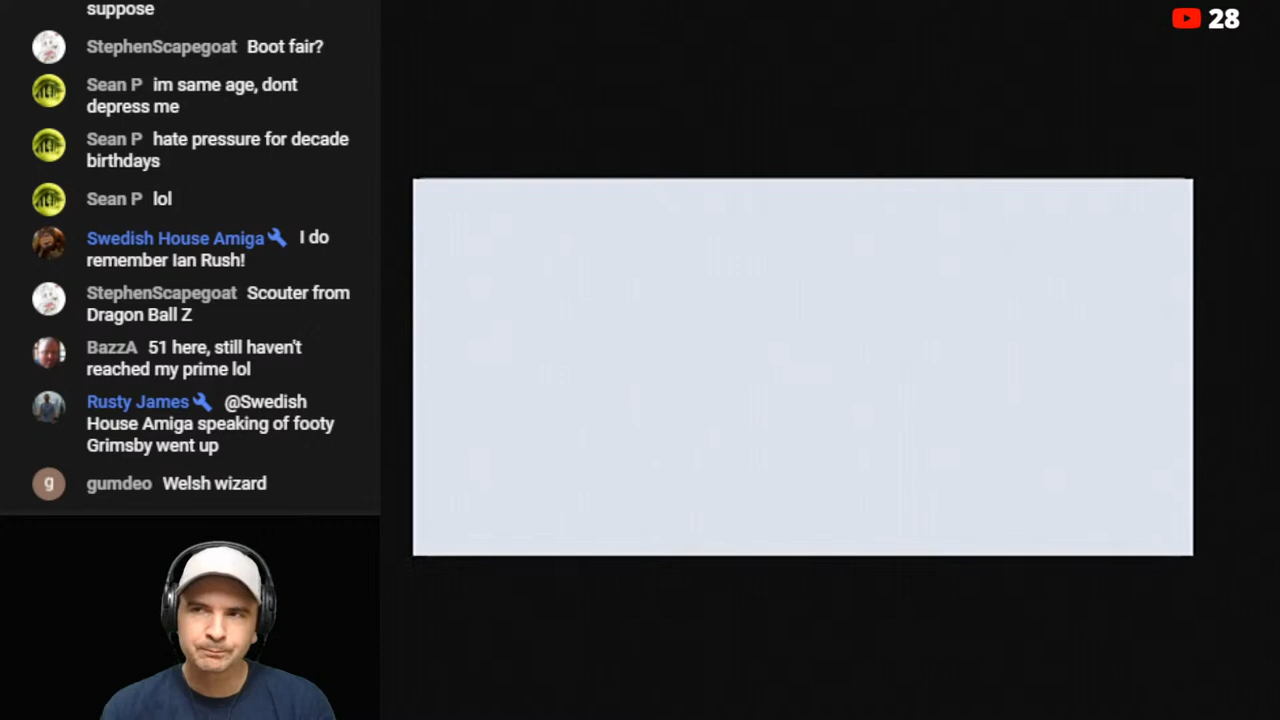 suppose
StephenScapegoat Boot fair?
Sean P im same age, dont
depress me
Sean P hate pressure for decade
birthdays
Sean P lol
Swedish House Amiga I do
remember Ian Rush!
StephenScapegoat Scouter from
Dragon Ball Z
BazzA 51 here, still haven't
reached my prime lol
Rusty James @Swedish
House Amiga speaking of footy
Grimsby went up
g gumdeo Welsh wizard
28